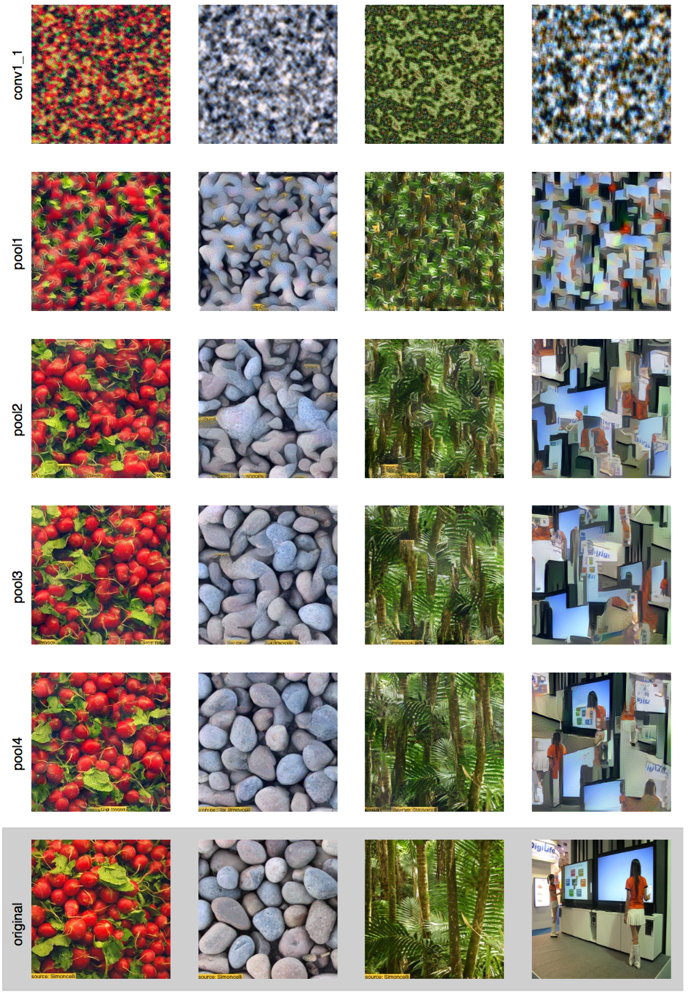 conv1_1
pool1
pool2
pool3
pool4
original
DigiLife
source: Simoncelli
source: Simoncelli
source: Simoncelli